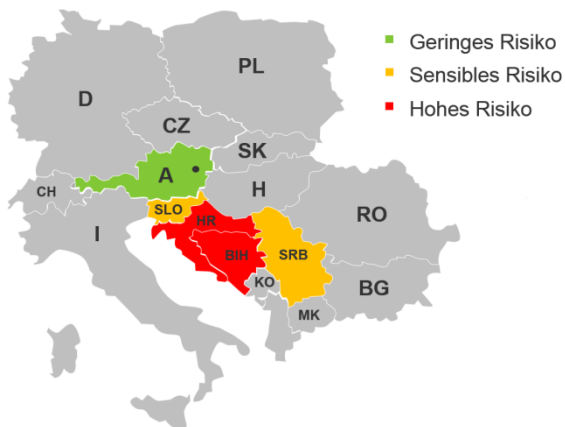 Geringes Risiko
Sensibles Risiko
Hohes Risiko
PL
D
CZ
SK
A
CH
H
SLO
RO
HR
I
BIH
SRB
KO
BG
MK